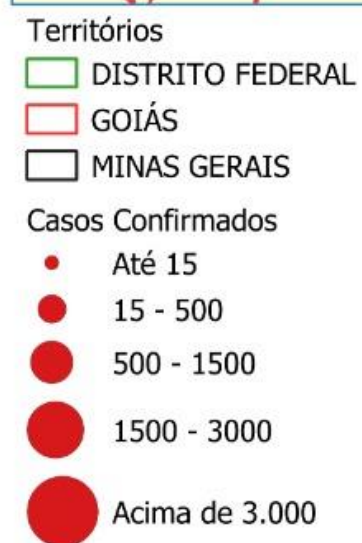 Territórios
DISTRITO FEDERAL
GOIÁS
MINAS GERAIS
Casos Confirmados
Até 15
15 - 500
500 - 1500
1500 - 3000
Acima de 3.000